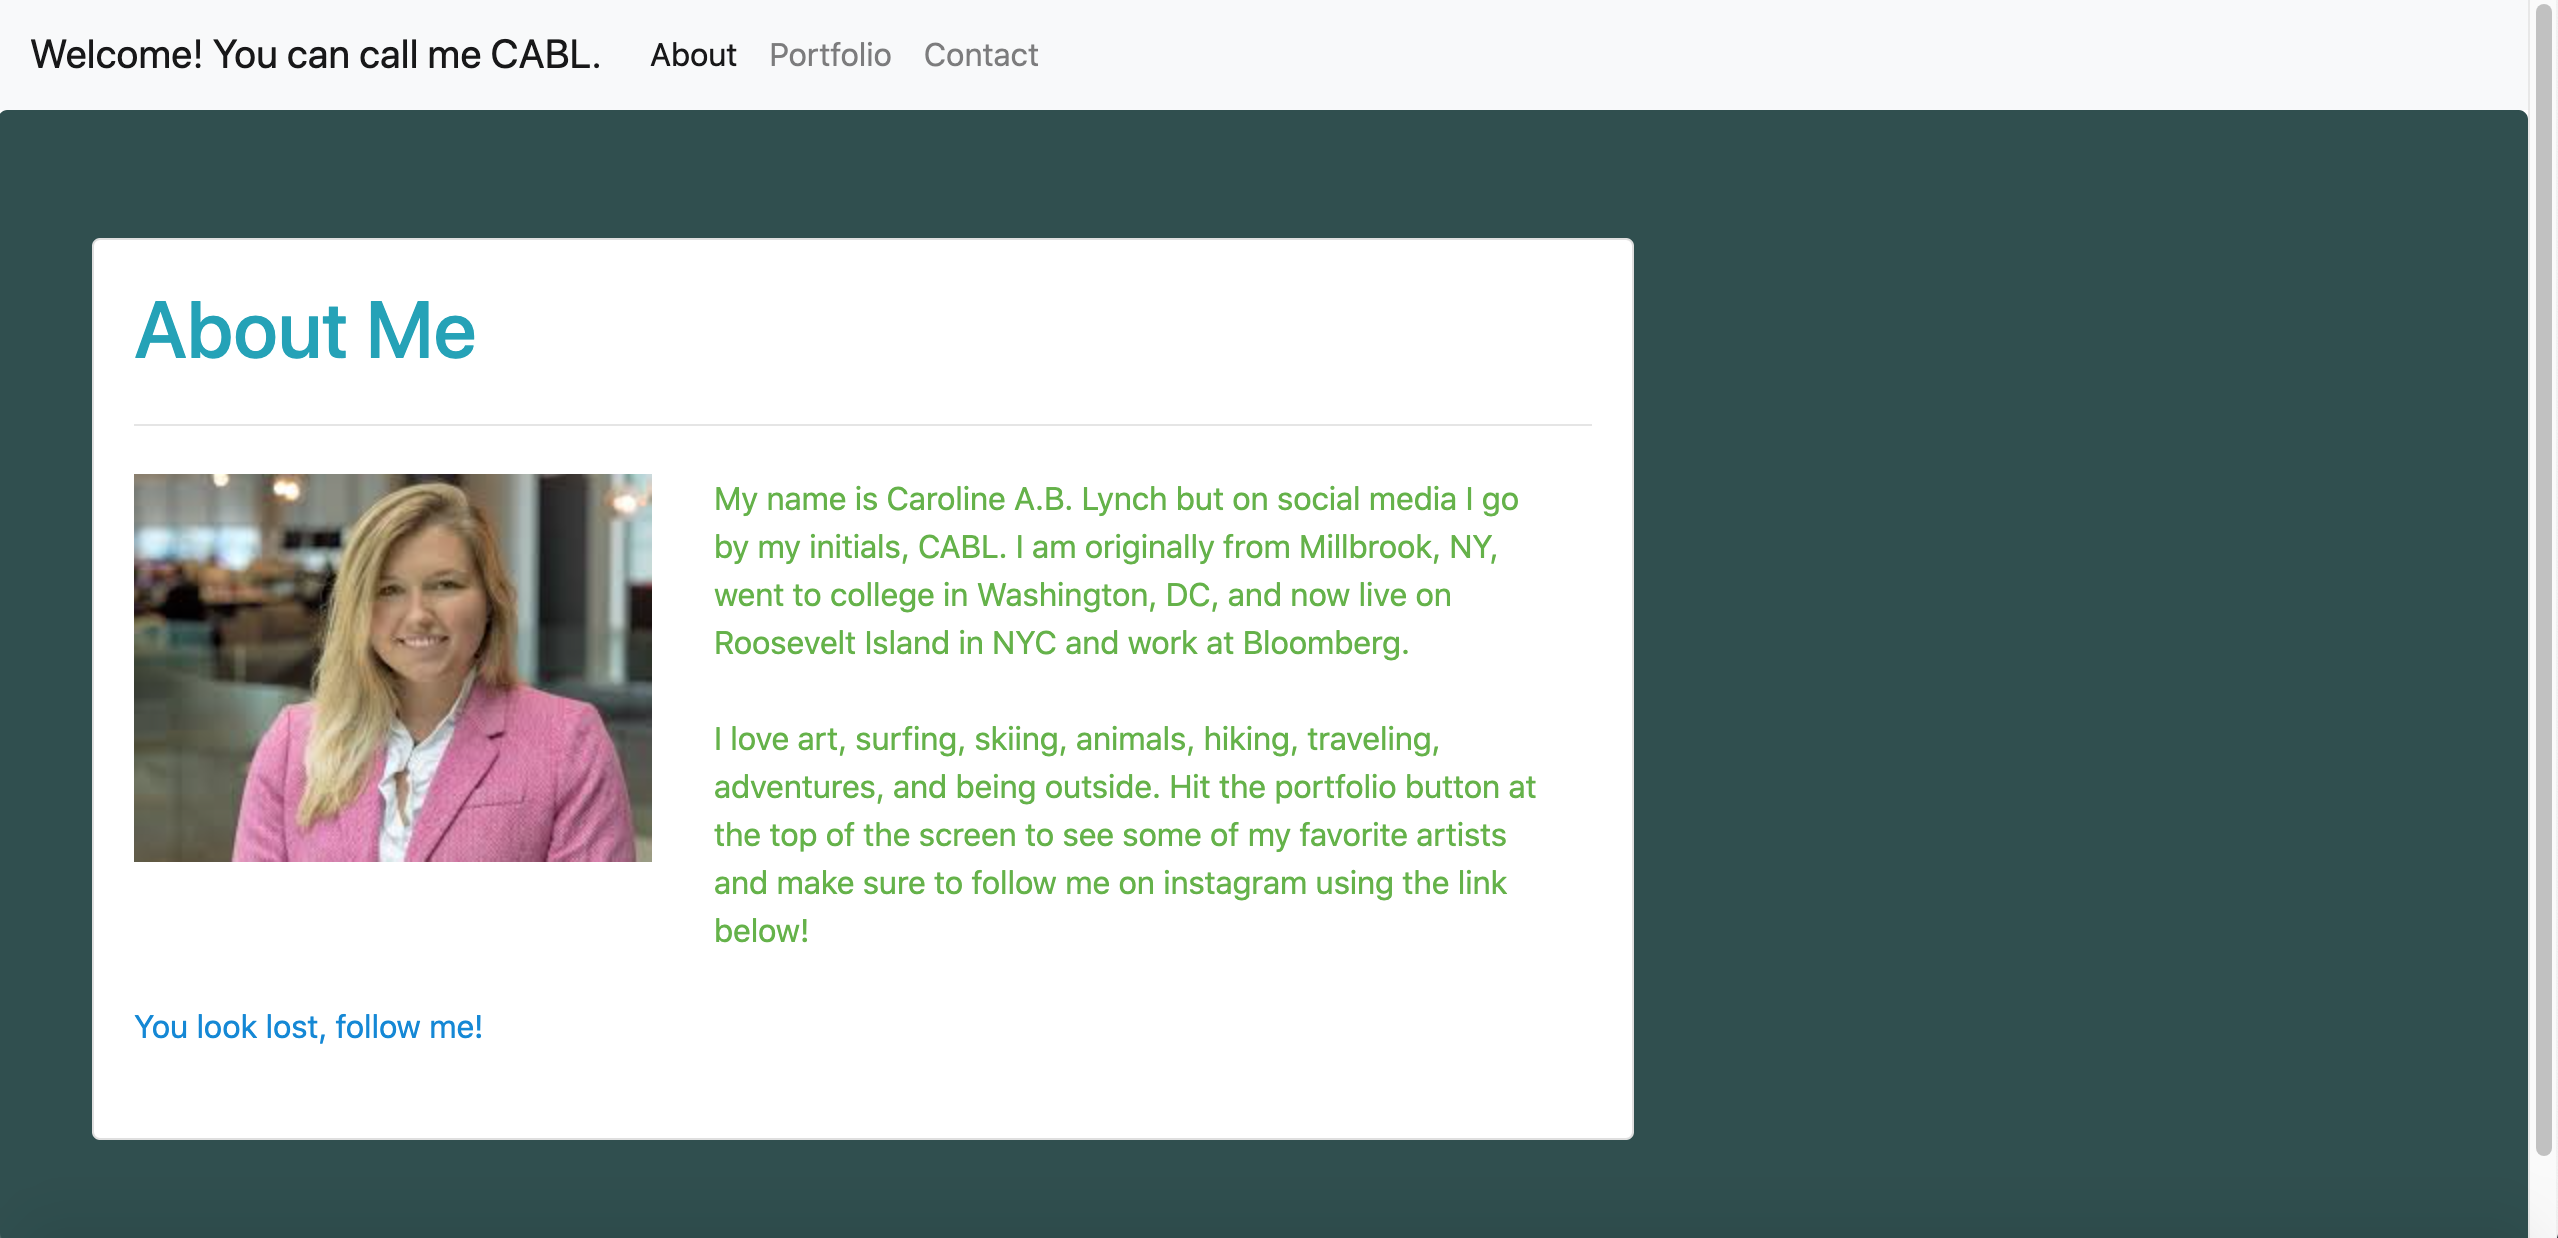 Welcome! You can call me CABL. About Portfolio Contact
About Me
My name is Caroline A.B. Lynch but on social media I go
by my initials, CABL. I am originally from Millbrook, NY,
went to college in Washington, DC, and now live on
Roosevelt Island in NYC and work at Bloomberg.
I love art, surfing, skiing, animals, hiking, traveling,
adventures, and being outside. Hit the portfolio button at
the top of the screen to see some of my favorite artists
and make sure to follow me on instagram using the link
below!
You look lost, follow me!